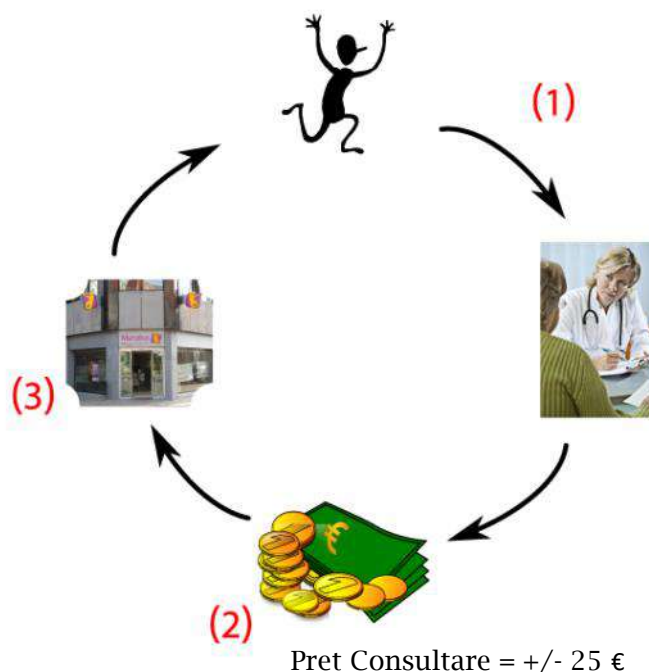 (1)
(3)
(2)
Pret Consultare = +/- 25 €